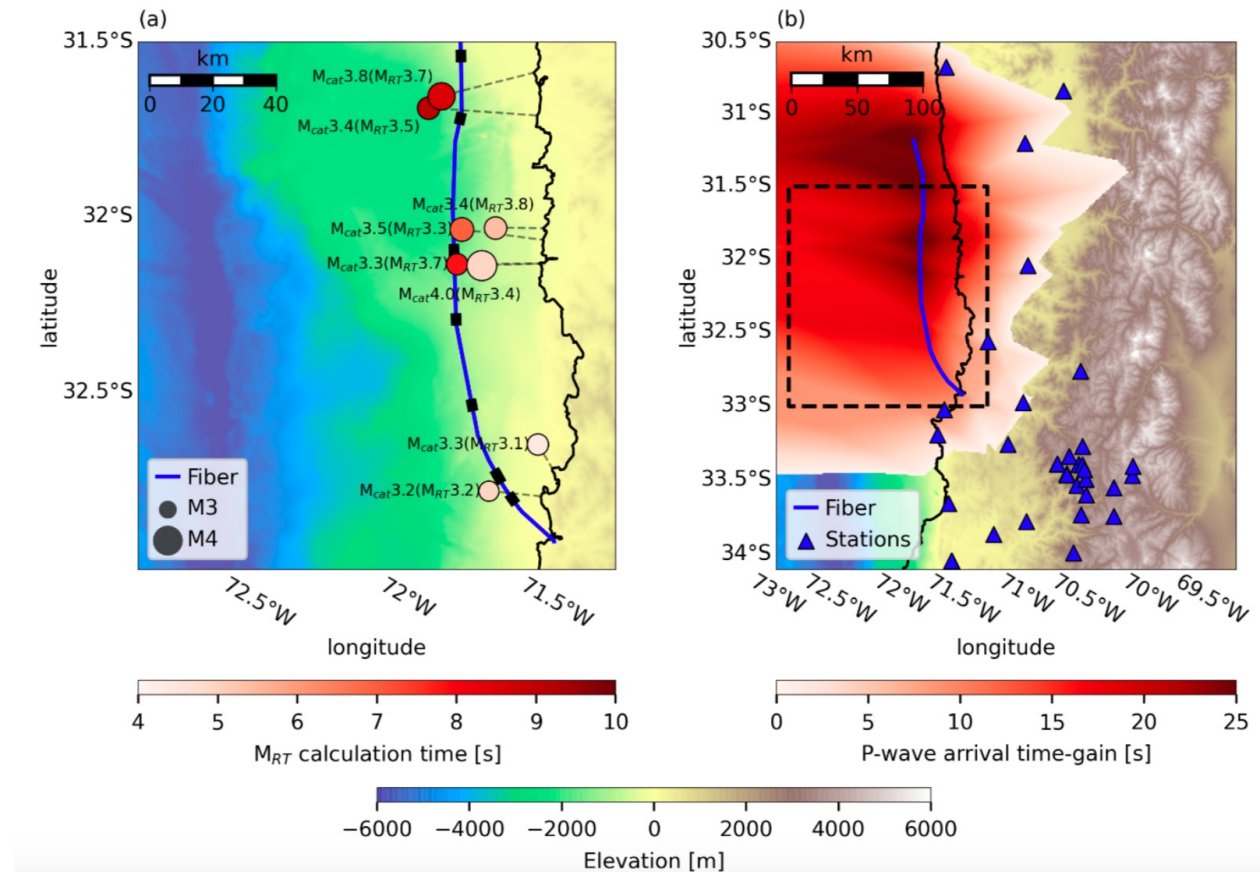 (a)
31.5°S
32°S
32.5°S
latitude
km
0 20 40
Mcat3.8(MRT3.7)
Mcat3.4(MRT3.5)
Mcat3.4(MRT3.8)
Mcat3.5(MRT3.3)
Mcat3.3(MRT3.7)
Mcat4.0(MRT3.4)
Mcat3.3(MRT3.1)
Mcat3.2(MRT3.2)
Fiber
M3
M4
72.5°W 72°W 71.5°W
longitude
4 5 6 7 8 9 10
MRT calculation time [s]
(b)
30.5°S
31°S
31.5°S
32°S
32.5°S
33°S
33.5°S
34°S
latitude
km
0 50 100
Fiber
Stations
73°W 72.5°W 72°W 71.5°W 71°W 70.5°W 70°W 69.5°W
longitude
0 5 10 15 20 25
P-wave arrival time-gain [s]
−6000 −4000 −2000 0 2000 4000 6000
Elevation [m]